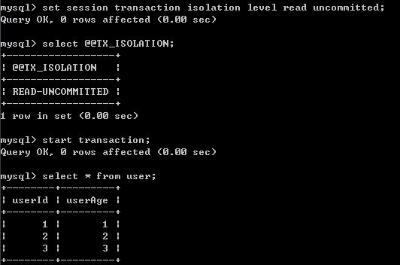 mysql> set session transaction isolation level read uncommitted;
Query OK, 0 rows affected (0.00 sec)
mysql> select @@TX_ISOLATION;
+------------------+
| @@TX_ISOLATION   |
+------------------+
| READ-UNCOMMITTED |
+------------------+
1 row in set (0.00 sec)
mysql> start transaction;
Query OK, 0 rows affected (0.00 sec)
mysql> select * from user;
+--------+---------+
| userId | userAge |
+--------+---------+
|      1 |       1 |
|      2 |       2 |
|      3 |       3 |
+--------+---------+